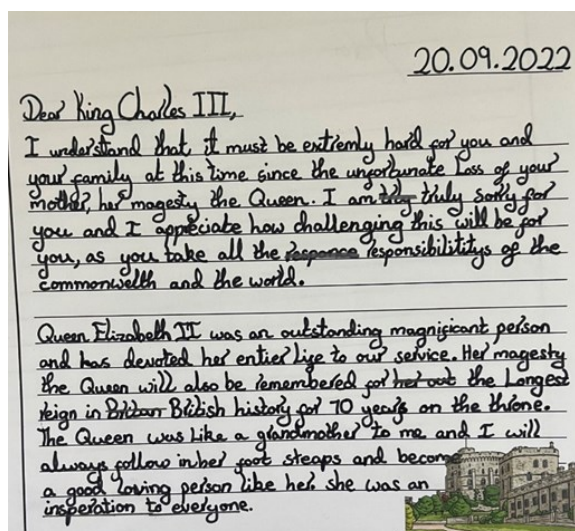 20.09.2022
Dear King Charles III,
I understand that it must be extremly hard for you and
your family at this time since the unfortunate loss of your
mother, her magesty the Queen. I am truly sorry for
you and I appreciate how challenging this will be for
you, as you take all the responce responsibilititys of the
commonwelth and the world.
Queen Elizabeth II was an outstanding magnificant person
and has devoted her entier life to our service. Her magesty
the Queen will also be remembered for her out the Longest
reign in British history for 70 years on the throne.
The Queen was Like a grandmother to me and I will
always follow in her foot steaps and become
a good loving person like her. she was an
insperation to everyone.